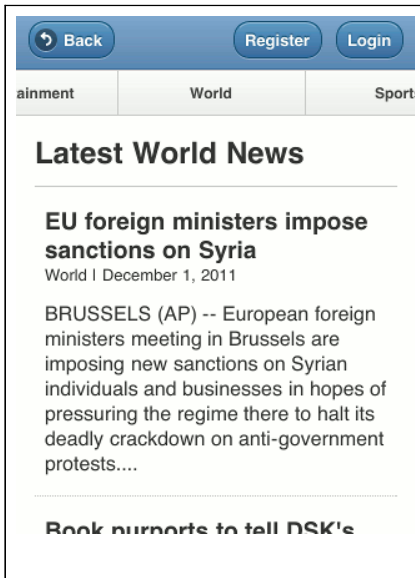 Back Register Login
ainment World Sport
Latest World News
EU foreign ministers impose
sanctions on Syria
World | December 1, 2011
BRUSSELS (AP) -- European foreign
ministers meeting in Brussels are
imposing new sanctions on Syrian
individuals and businesses in hopes of
pressuring the regime there to halt its
deadly crackdown on anti-government
protests....
Book purports to tell DSK's